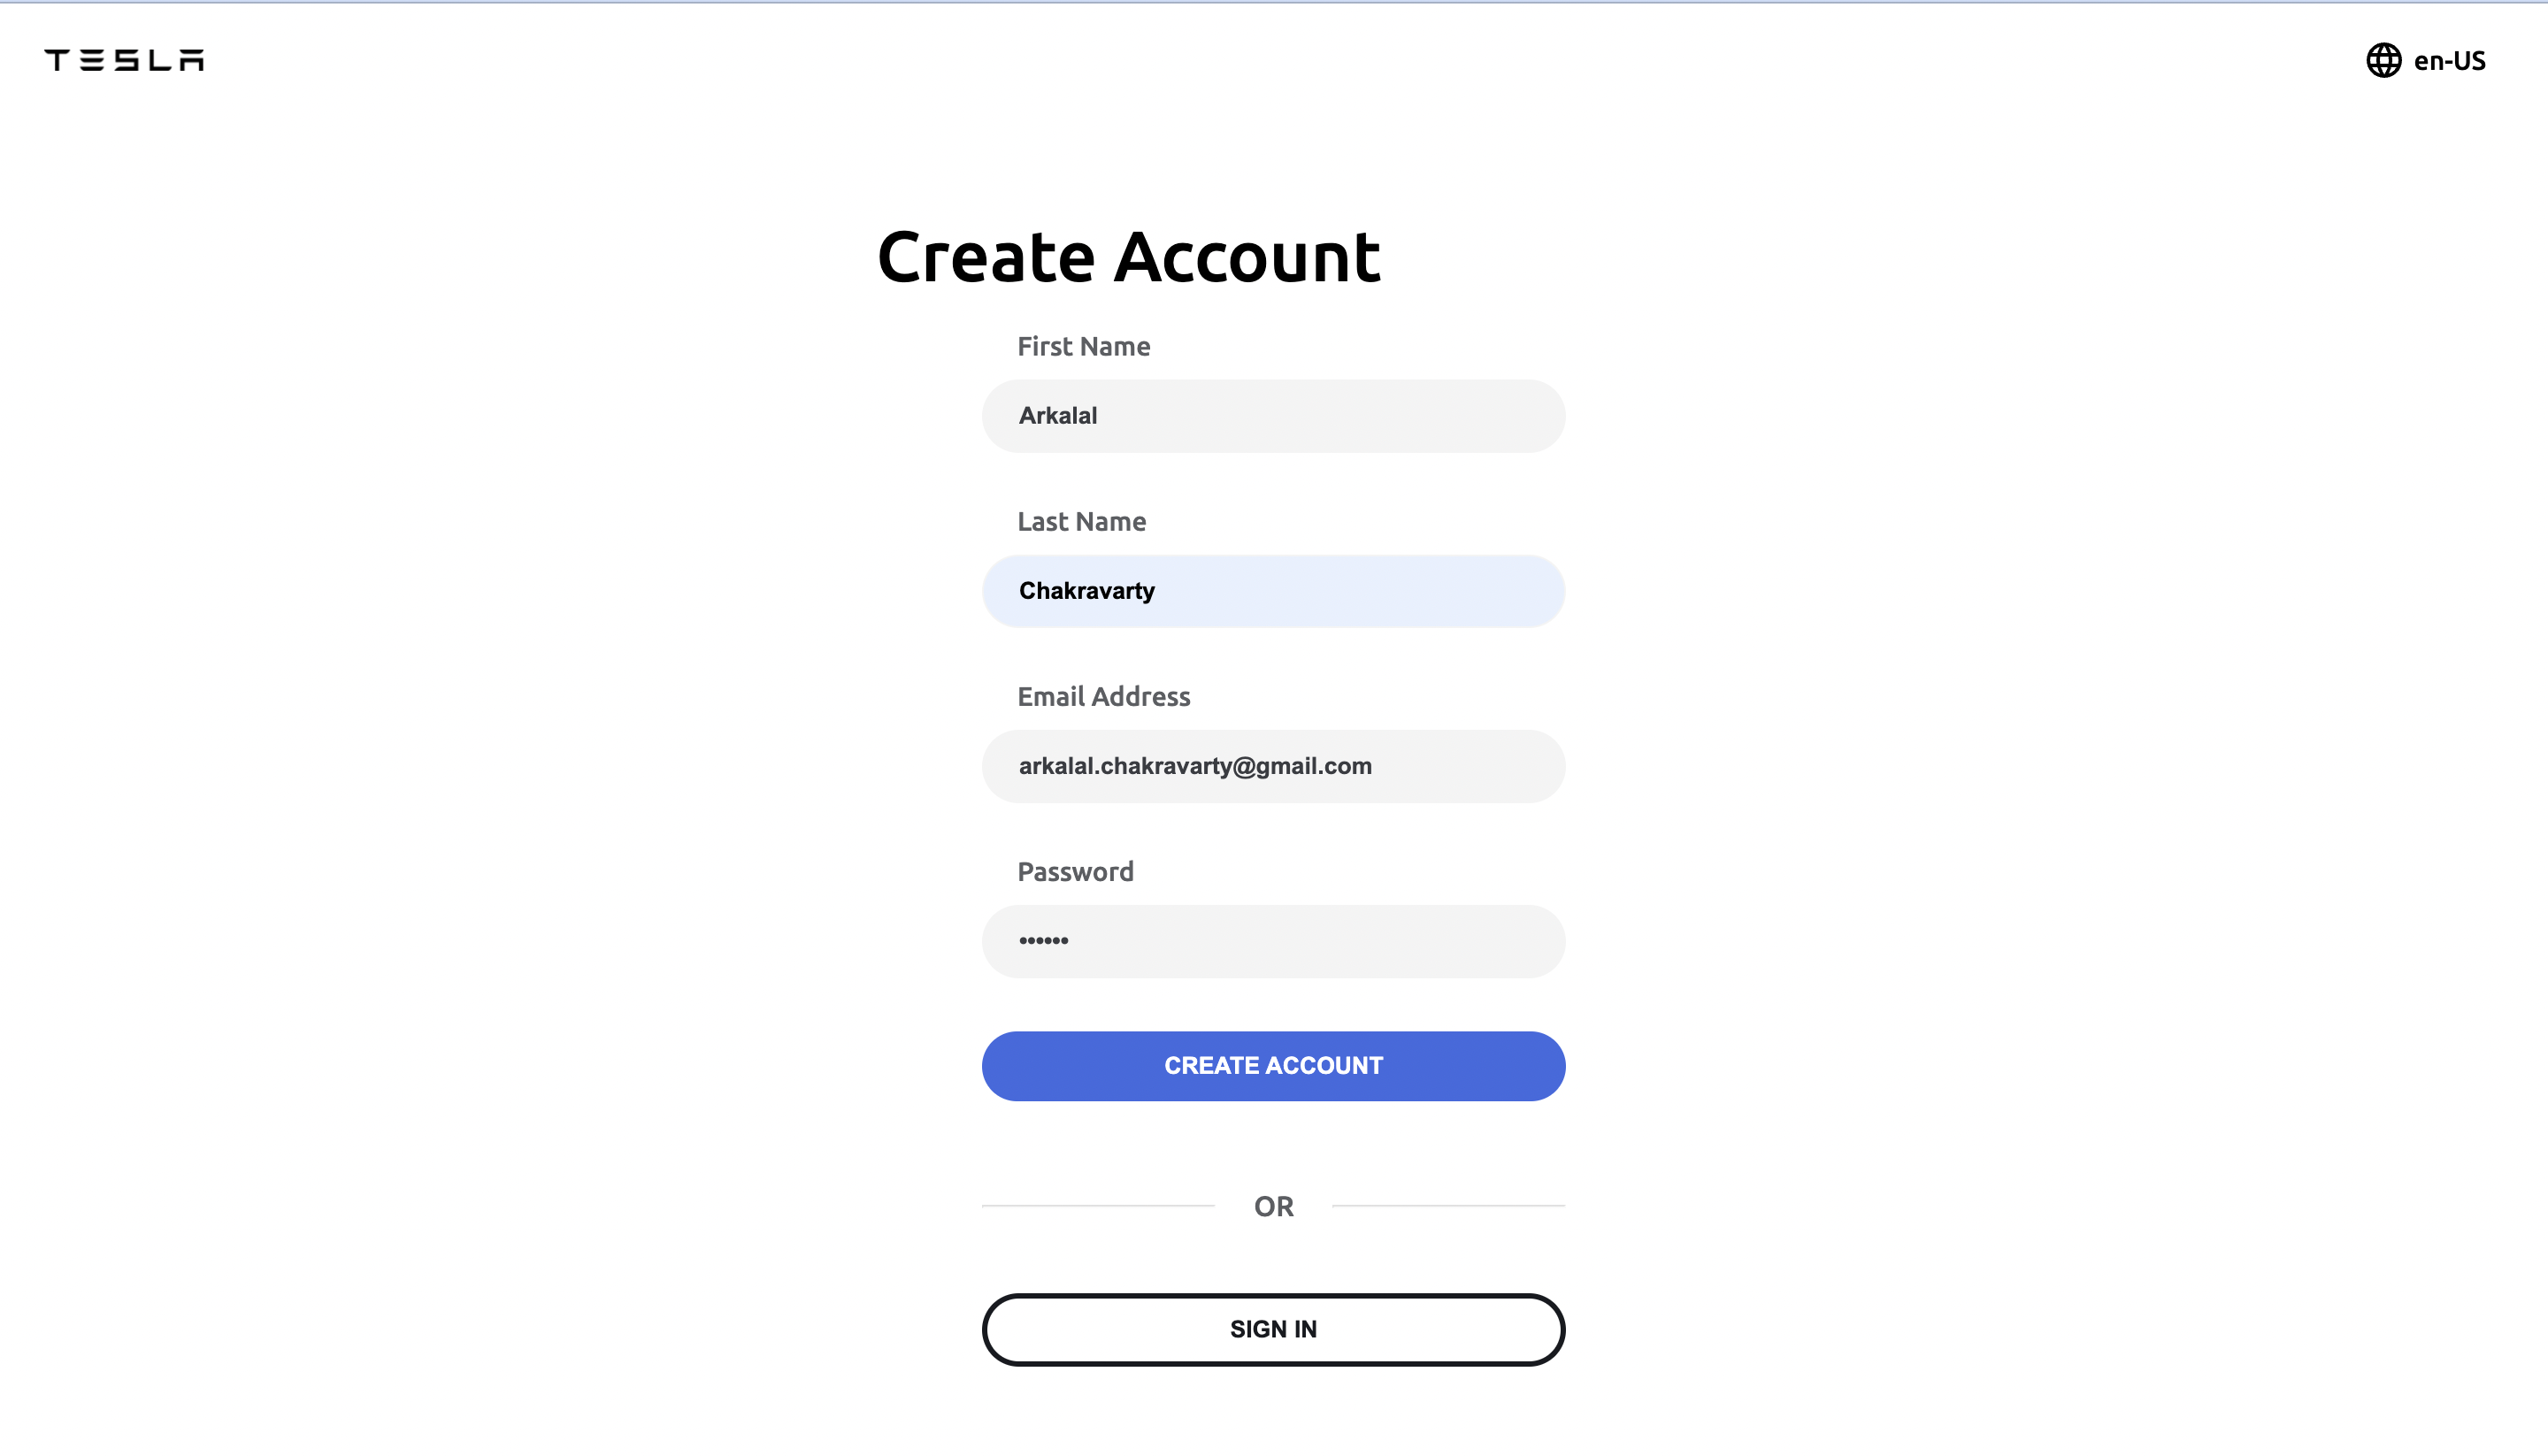 TESLA
en-US
Create Account
First Name
Arkalal
Last Name
Chakravarty
Email Address
arkalal.chakravarty@gmail.com
Password
••••••
CREATE ACCOUNT
OR
SIGN IN